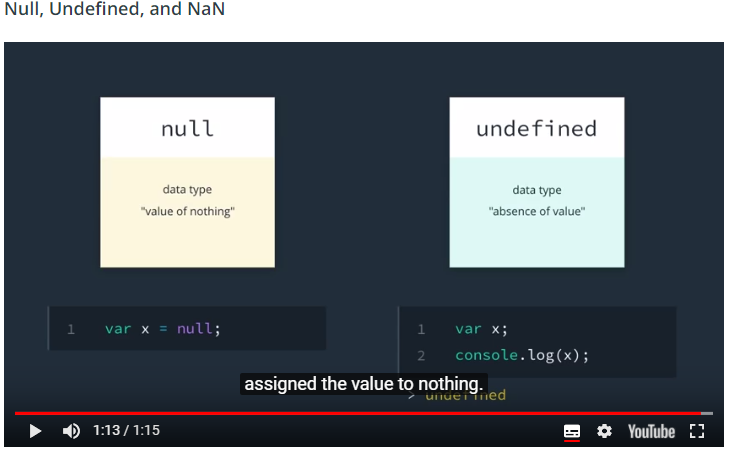 Null, Undefined, and NaN
null
data type
"value of nothing"
undefined
data type
"absence of value"
1 var x = null;
1 var x;
2 console.log(x);
> undefined
assigned the value to nothing.
1:13 / 1:15
YouTube